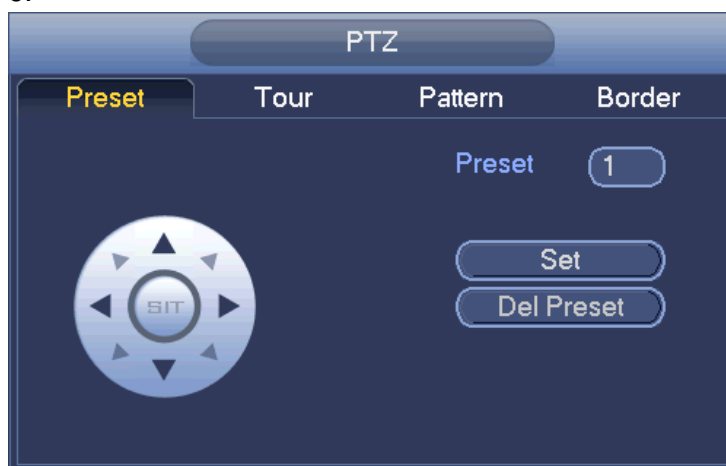 PTZ
Preset Tour Pattern Border
Preset 1
Set
SIT
Del Preset